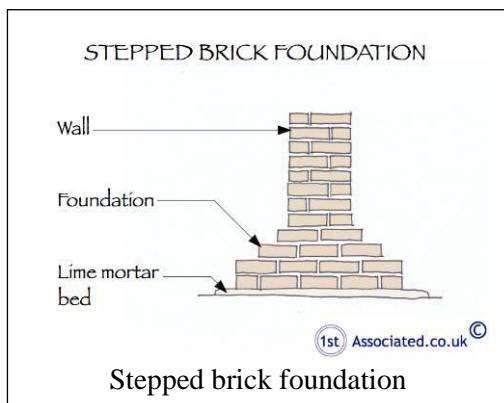 STEPPED BRICK FOUNDATION
Wall
Foundation
Lime mortar
bed
1st Associated.co.uk ©
Stepped brick foundation